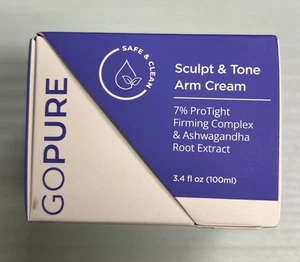 GOPURE
SAFE & CLEAN
Sculpt & Tone
Arm Cream
7% ProTight
Firming Complex
& Ashwagandha
Root Extract
3.4 fl oz (100ml)